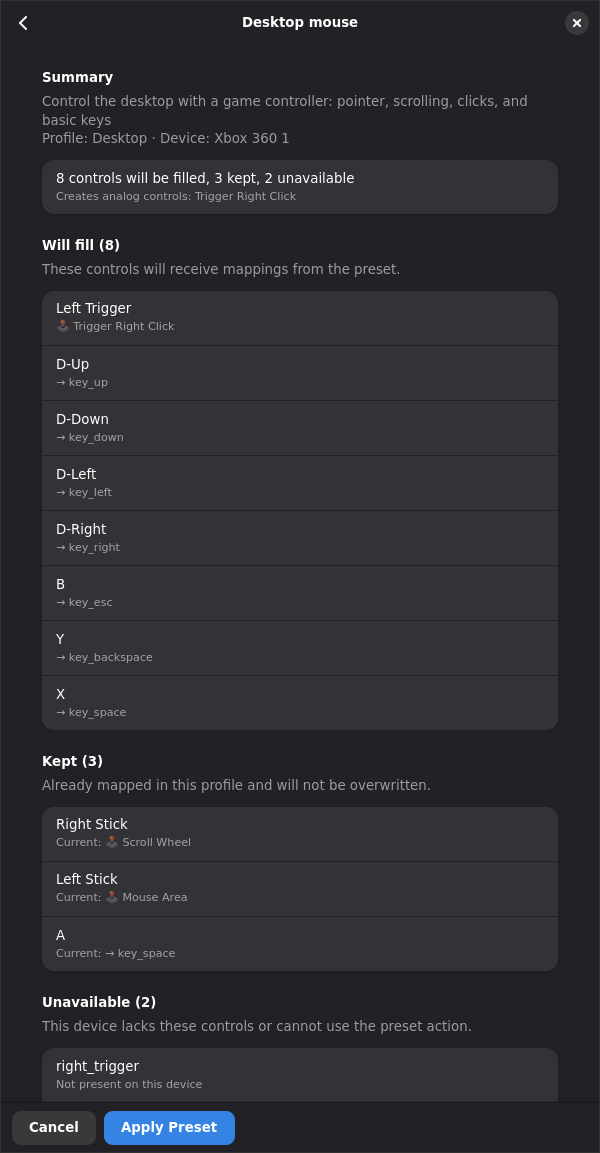 Desktop mouse
Summary
Control the desktop with a game controller: pointer, scrolling, clicks, and
basic keys
Profile: Desktop · Device: Xbox 360 1
8 controls will be filled, 3 kept, 2 unavailable
Creates analog controls: Trigger Right Click
Will fill (8)
These controls will receive mappings from the preset.
Left Trigger
🕹️ Trigger Right Click
D-Up
→ key_up
D-Down
→ key_down
D-Left
→ key_left
D-Right
→ key_right
B
→ key_esc
Y
→ key_backspace
X
→ key_space
Kept (3)
Already mapped in this profile and will not be overwritten.
Right Stick
Current: 🕹️ Scroll Wheel
Left Stick
Current: 🕹️ Mouse Area
A
Current: → key_space
Unavailable (2)
This device lacks these controls or cannot use the preset action.
right_trigger
Not present on this device
Cancel
Apply Preset